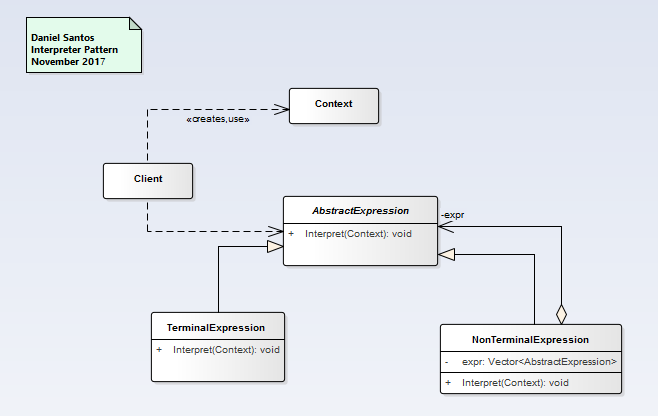 Daniel Santos
Interpreter Pattern
November 2017
Context
«creates,use»
Client
AbstractExpression
-expr
+ Interpret(Context): void
TerminalExpression
+ Interpret(Context): void
NonTerminalExpression
- expr: Vector<AbstractExpression>
+ Interpret(Context): void